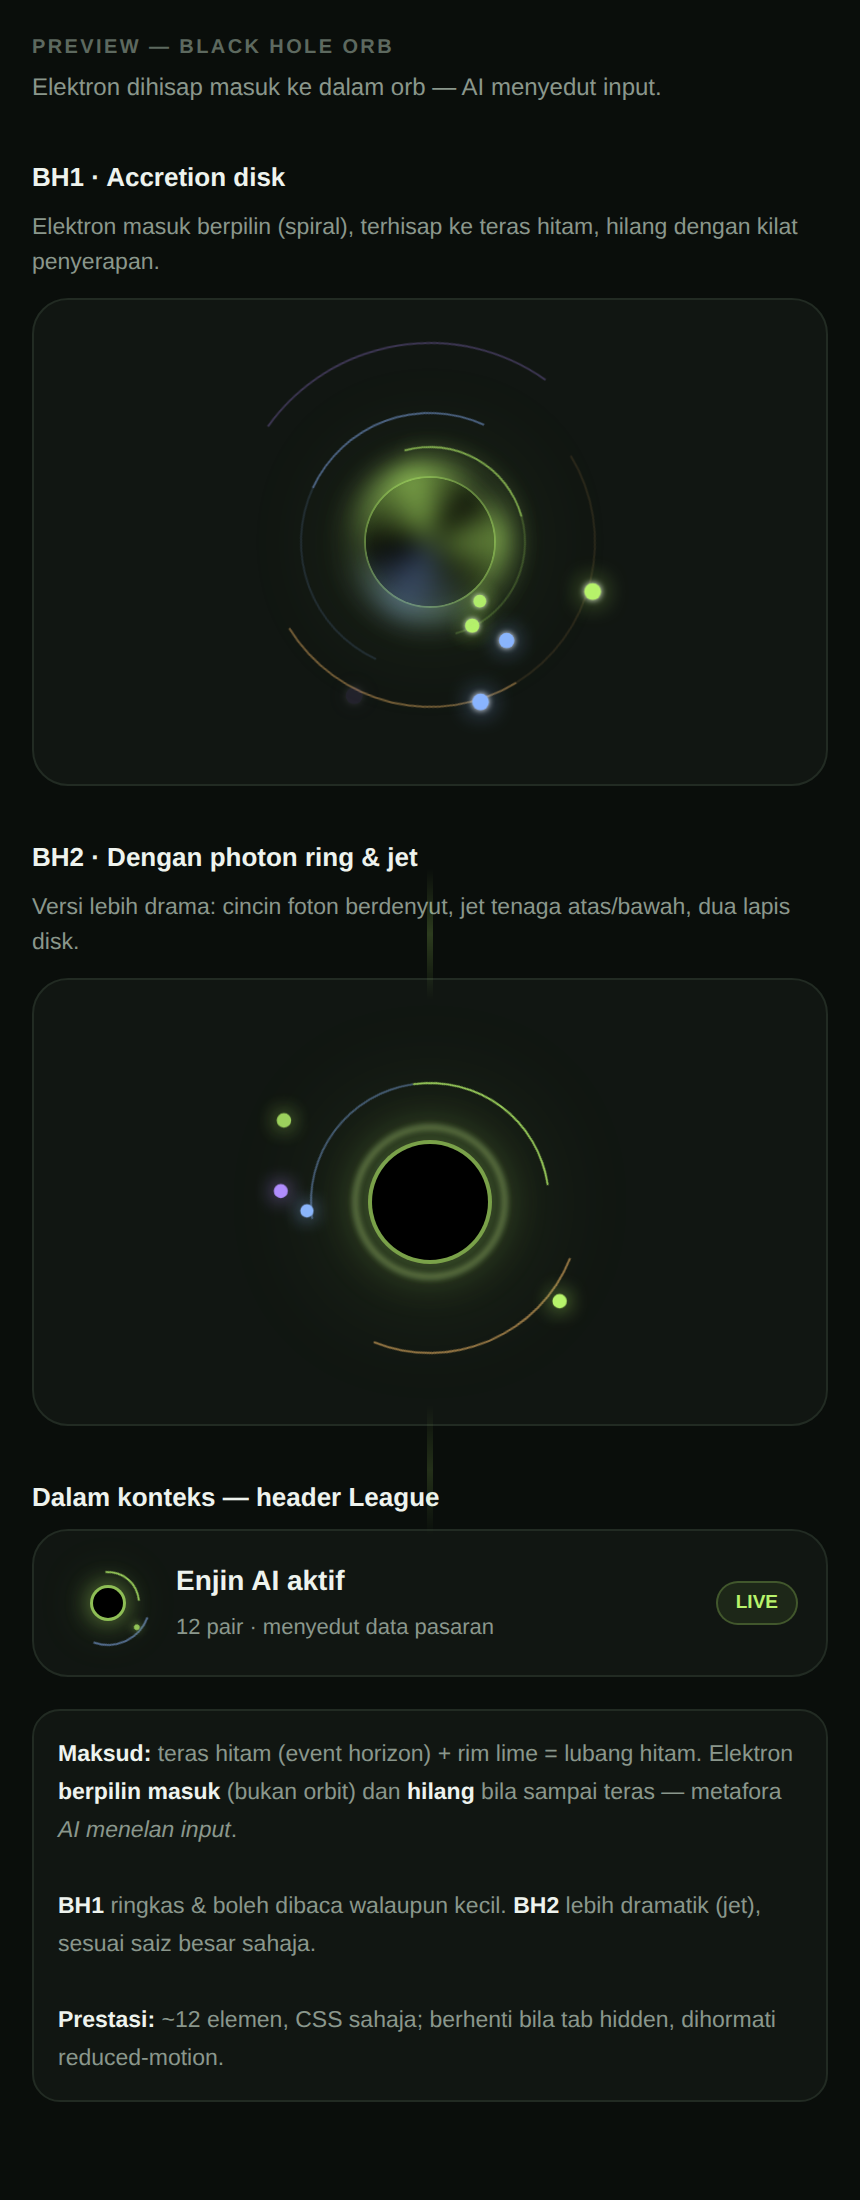 PREVIEW — BLACK HOLE ORB
Elektron dihisap masuk ke dalam orb — AI menyedut input.
BH1 · Accretion disk
Elektron masuk berpilin (spiral), terhisap ke teras hitam, hilang dengan kilat
penyerapan.
BH2 · Dengan photon ring & jet
Versi lebih drama: cincin foton berdenyut, jet tenaga atas/bawah, dua lapis
disk.
Dalam konteks — header League
Enjin AI aktif
12 pair · menyedut data pasaran
LIVE
Maksud: teras hitam (event horizon) + rim lime = lubang hitam. Elektron
berpilin masuk (bukan orbit) dan hilang bila sampai teras — metafora
AI menelan input.
BH1 ringkas & boleh dibaca walaupun kecil. BH2 lebih dramatik (jet),
sesuai saiz besar sahaja.
Prestasi: ~12 elemen, CSS sahaja; berhenti bila tab hidden, dihormati
reduced-motion.